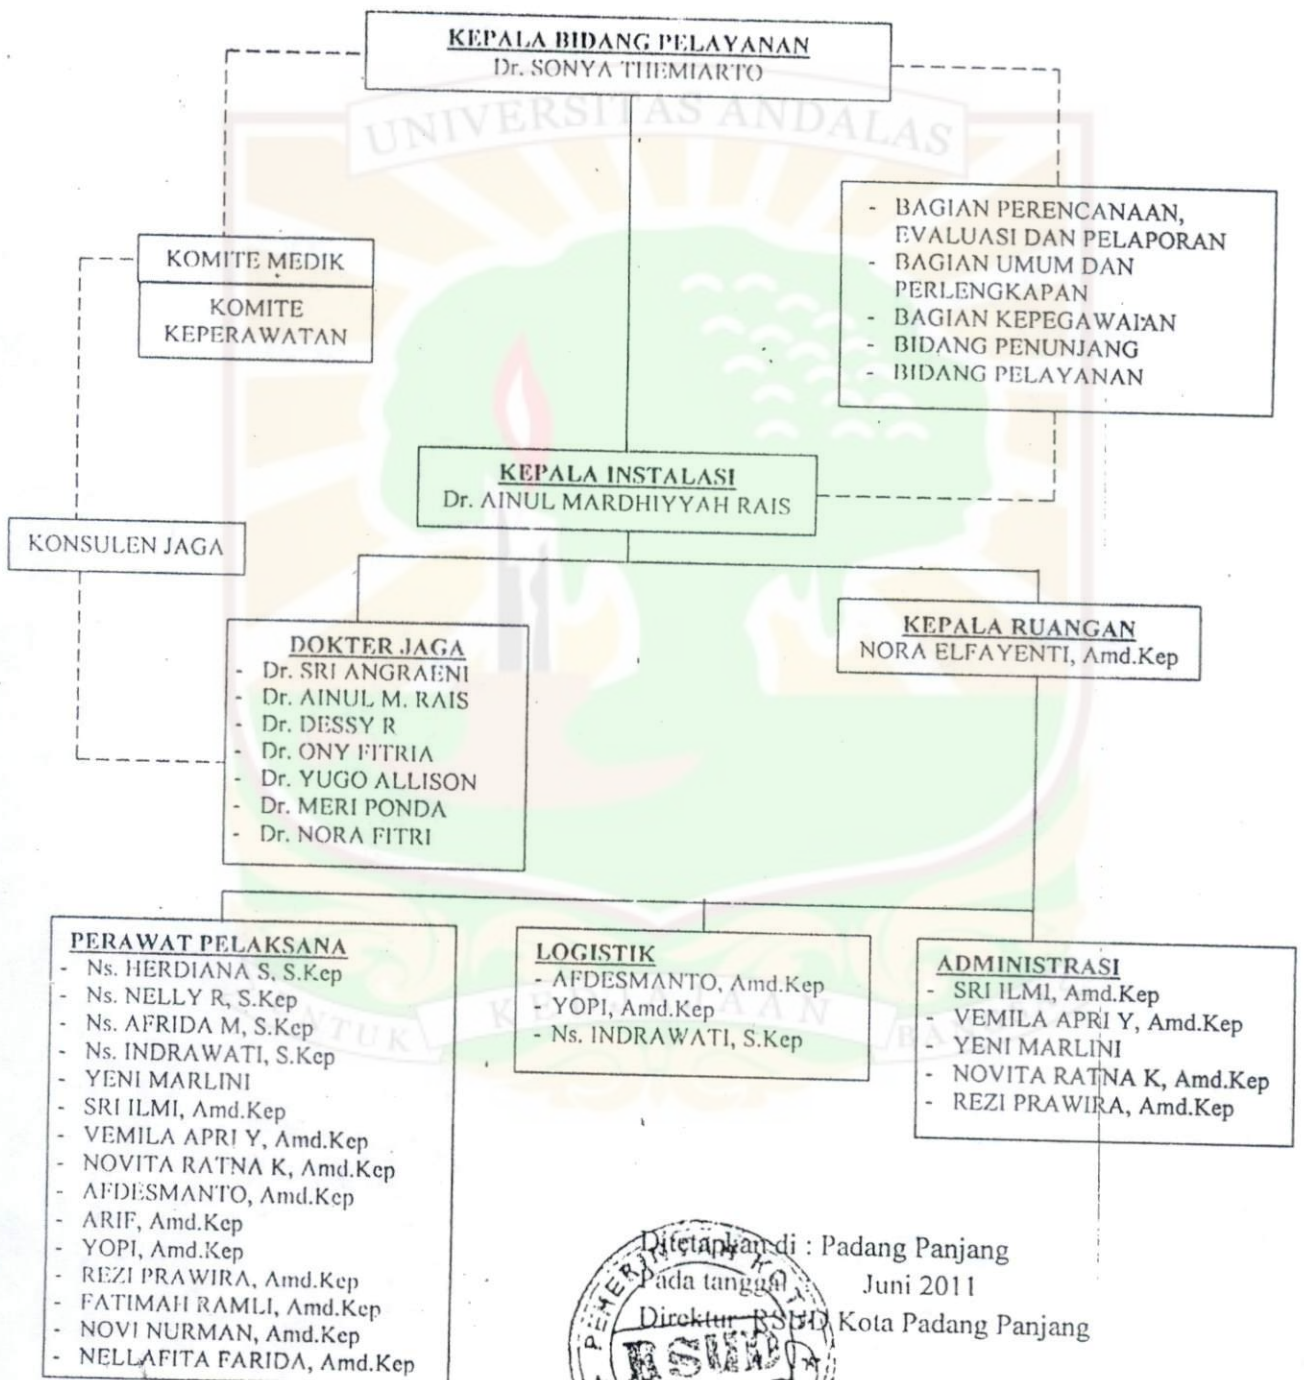 KEPALA BIDANG PELAYANAN
Dr. SONYA THEMIARTO
UNIVERSITAS ANDALAS
- BAGIAN PERENCANAAN,
EVALUASI DAN PELAPORAN
- BAGIAN UMUM DAN
PERLENGKAPAN
- BAGIAN KEPEGAWAIAN
- BIDANG PENUNJANG
- BIDANG PELAYANAN
KOMITE MEDIK
KOMITE
KEPERAWATAN
KEPALA INSTALASI
Dr. AINUL MARDHIYYAH RAIS
KONSULEN JAGA
DOKTER JAGA
- Dr. SRI ANGRAENI
- Dr. AINUL M. RAIS
- Dr. DESSY R
- Dr. ONY FITRIA
- Dr. YUGO ALLISON
- Dr. MERI PONDA
- Dr. NORA FITRI
KEPALA RUANGAN
NORA ELFAYENTI, Amd.Kep
PERAWAT PELAKSANA
- Ns. HERDIANA S, S.Kep
- Ns. NELLY R, S.Kep
- Ns. AFRIDA M, S.Kep
- Ns. INDRAWATI, S.Kep
- YENI MARLINI
- SRI ILMI, Amd.Kep
- VEMILA APRI Y, Amd.Kep
- NOVITA RATNA K, Amd.Kep
- AFDESMANTO, Amd.Kep
- ARIF, Amd.Kep
- YOPI, Amd.Kep
- REZI PRAWIRA, Amd.Kep
- FATIMAH RAMLI, Amd.Kep
- NOVI NURMAN, Amd.Kep
- NELLAFITA FARIDA, Amd.Kep
LOGISTIK
- AFDESMANTO, Amd.Kep
- YOPI, Amd.Kep
- Ns. INDRAWATI, S.Kep
ADMINISTRASI
- SRI ILMI, Amd.Kep
- VEMILA APRI Y, Amd.Kep
- YENI MARLINI
- NOVITA RATNA K, Amd.Kep
- REZI PRAWIRA, Amd.Kep
UNTUK KEDJAJAAN
Ditetapkan di : Padang Panjang
Pada tanggal Juni 2011
Direktur RSUD Kota Padang Panjang
PEMERINTAH KOTA
RSUD